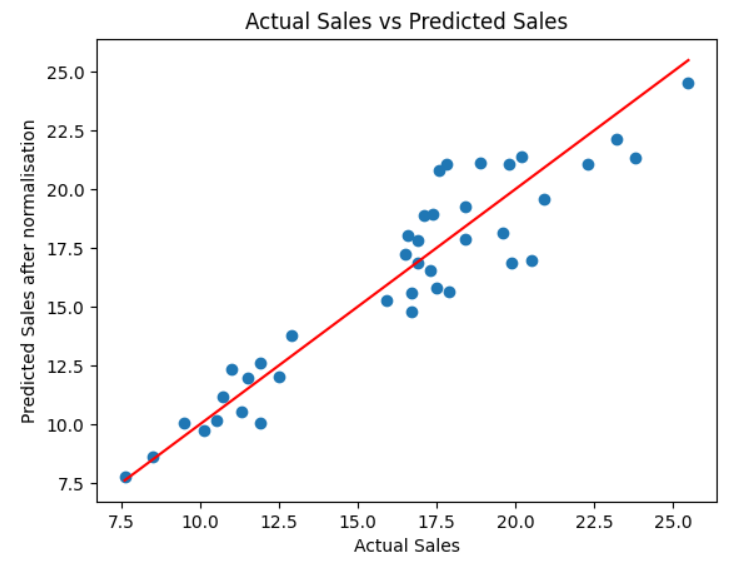 Actual Sales vs Predicted Sales
Predicted Sales after normalisation
25.0
22.5
20.0
17.5
15.0
12.5
10.0
7.5
7.5 10.0 12.5 15.0 17.5 20.0 22.5 25.0
Actual Sales